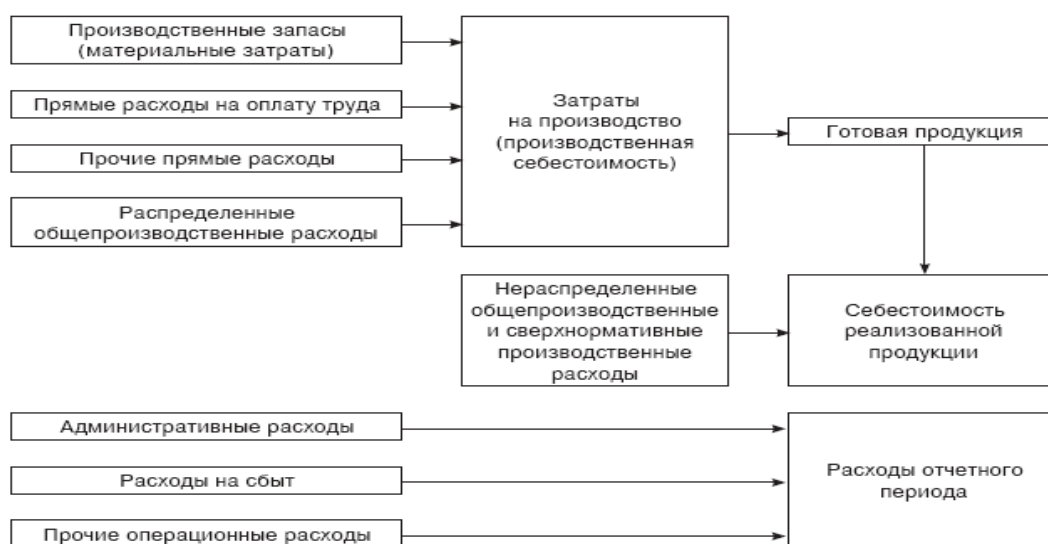 Производственные запасы
(материальные затраты)
Прямые расходы на оплату труда
Прочие прямые расходы
Распределенные
общепроизводственные расходы
Затраты
на производство
(производственная
себестоимость)
Готовая продукция
Нераспределенные
общепроизводственные
и сверхнормативные
производственные
расходы
Себестоимость
реализованной
продукции
Административные расходы
Расходы на сбыт
Прочие операционные расходы
Расходы отчетного
периода